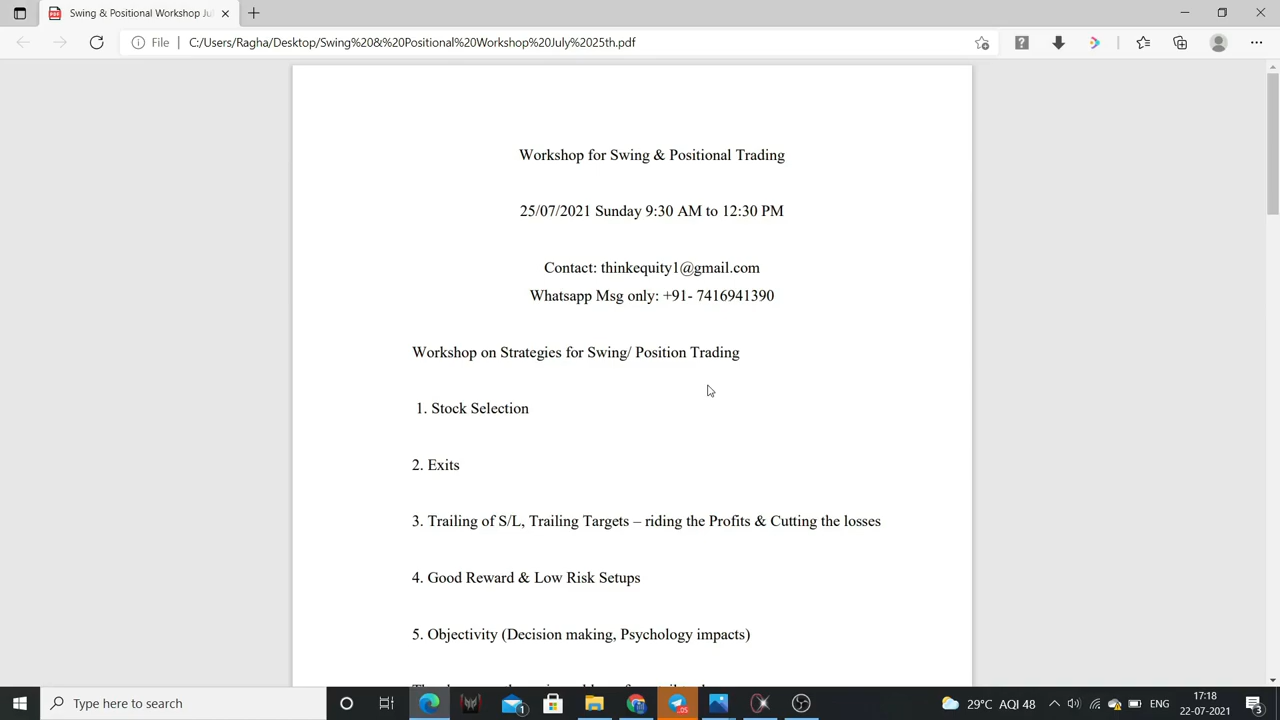 Swing & Positional Workshop Jul
File | C:/Users/Ragha/Desktop/Swing%20&%20Positional%20Workshop%20July%2025th.pdf
Workshop for Swing & Positional Trading
25/07/2021 Sunday 9:30 AM to 12:30 PM
Contact: thinkequity1@gmail.com
Whatsapp Msg only: +91- 7416941390
Workshop on Strategies for Swing/ Position Trading
1. Stock Selection
2. Exits
3. Trailing of S/L, Trailing Targets – riding the Profits & Cutting the losses
4. Good Reward & Low Risk Setups
5. Objectivity (Decision making, Psychology impacts)
Type here to search
29°C AQI 48
ENG
17:18
22-07-2021